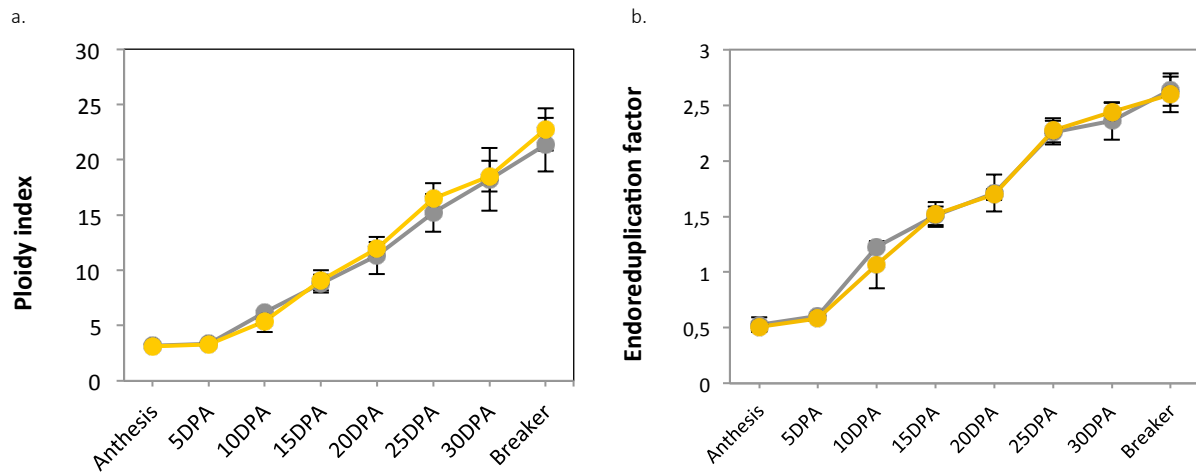 a.
Ploidy index
30
25
20
15
10
5
0
Anthesis
5DPA
10DPA
15DPA
20DPA
25DPA
30DPA
Breaker
b.
Endoreduplication factor
3
2,5
2
1,5
1
0,5
0
Anthesis
5DPA
10DPA
15DPA
20DPA
25DPA
30DPA
Breaker